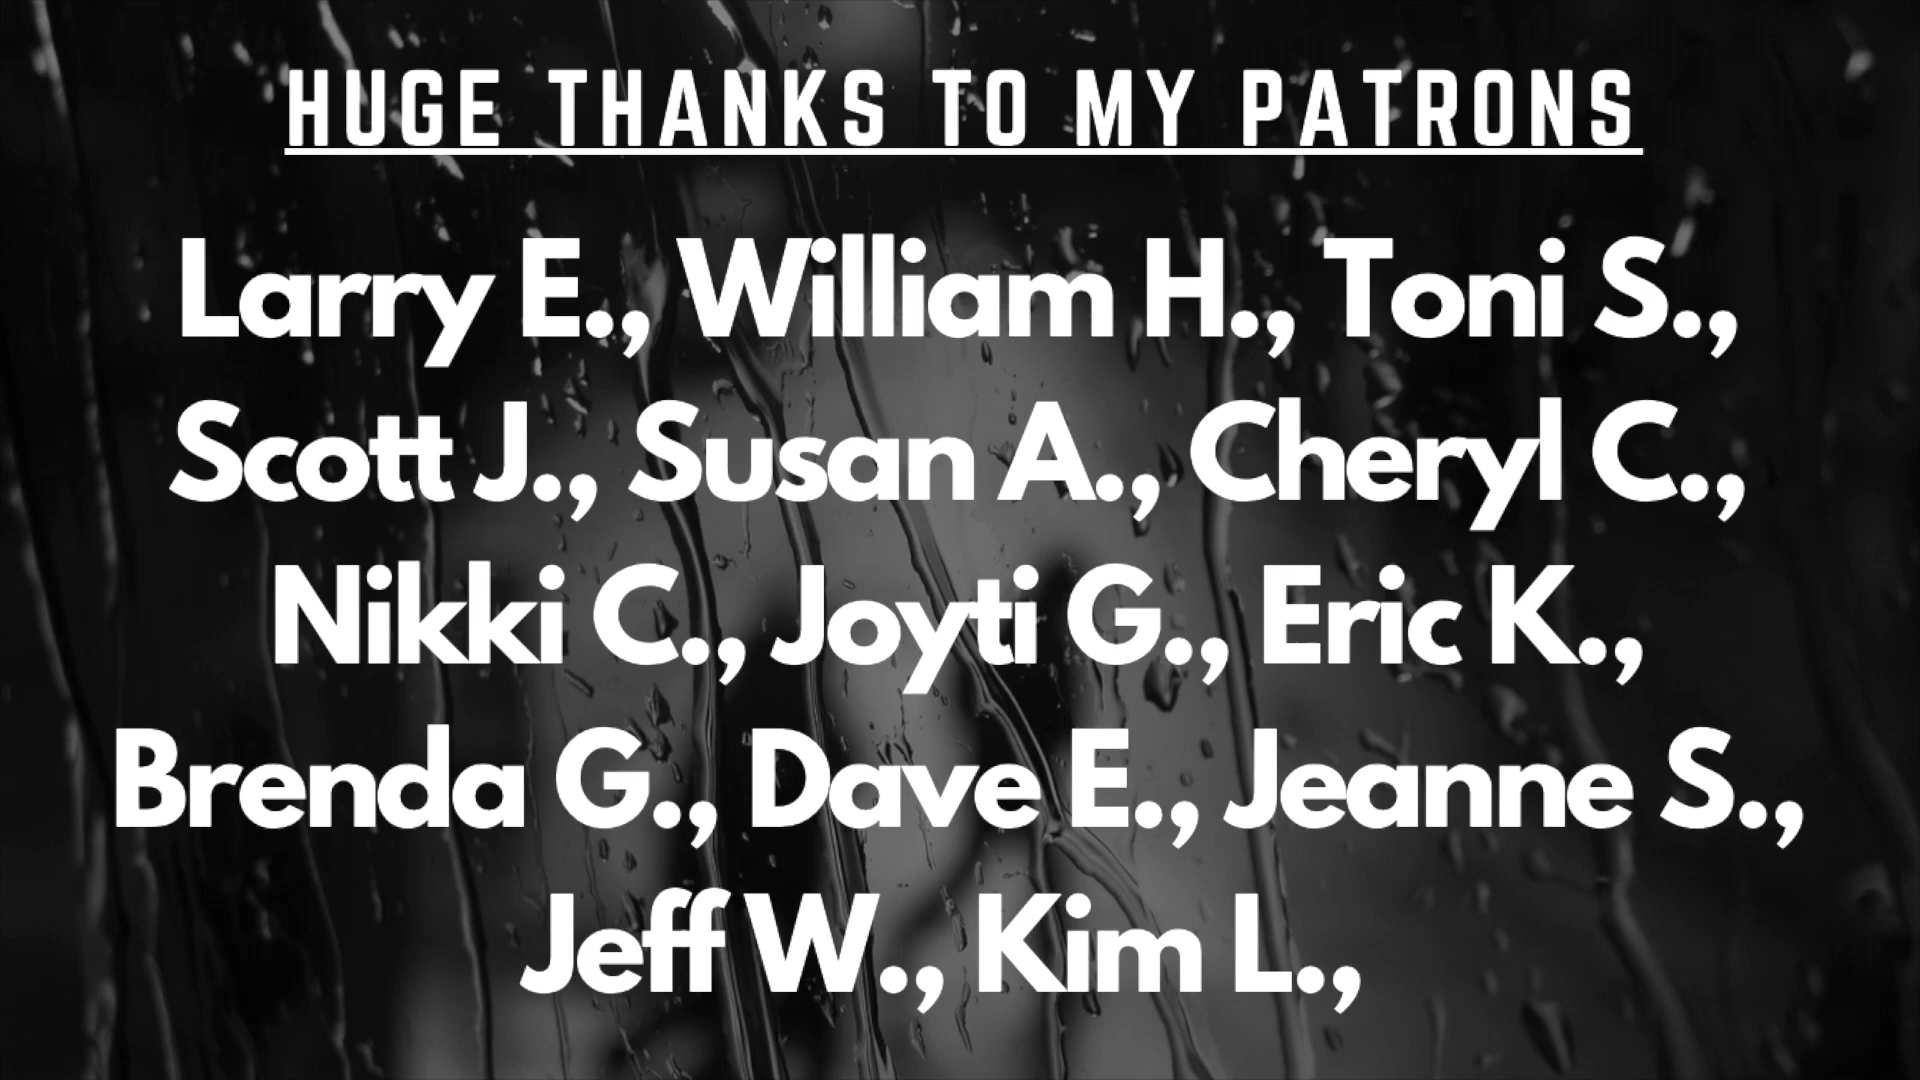 HUGE THANKS TO MY PATRONS
Larry E., William H., Toni S.,
Scott J., Susan A., Cheryl C.,
Nikki C., Joyti G., Eric K.,
Brenda G., Dave E., Jeanne S.,
Jeff W., Kim L.,